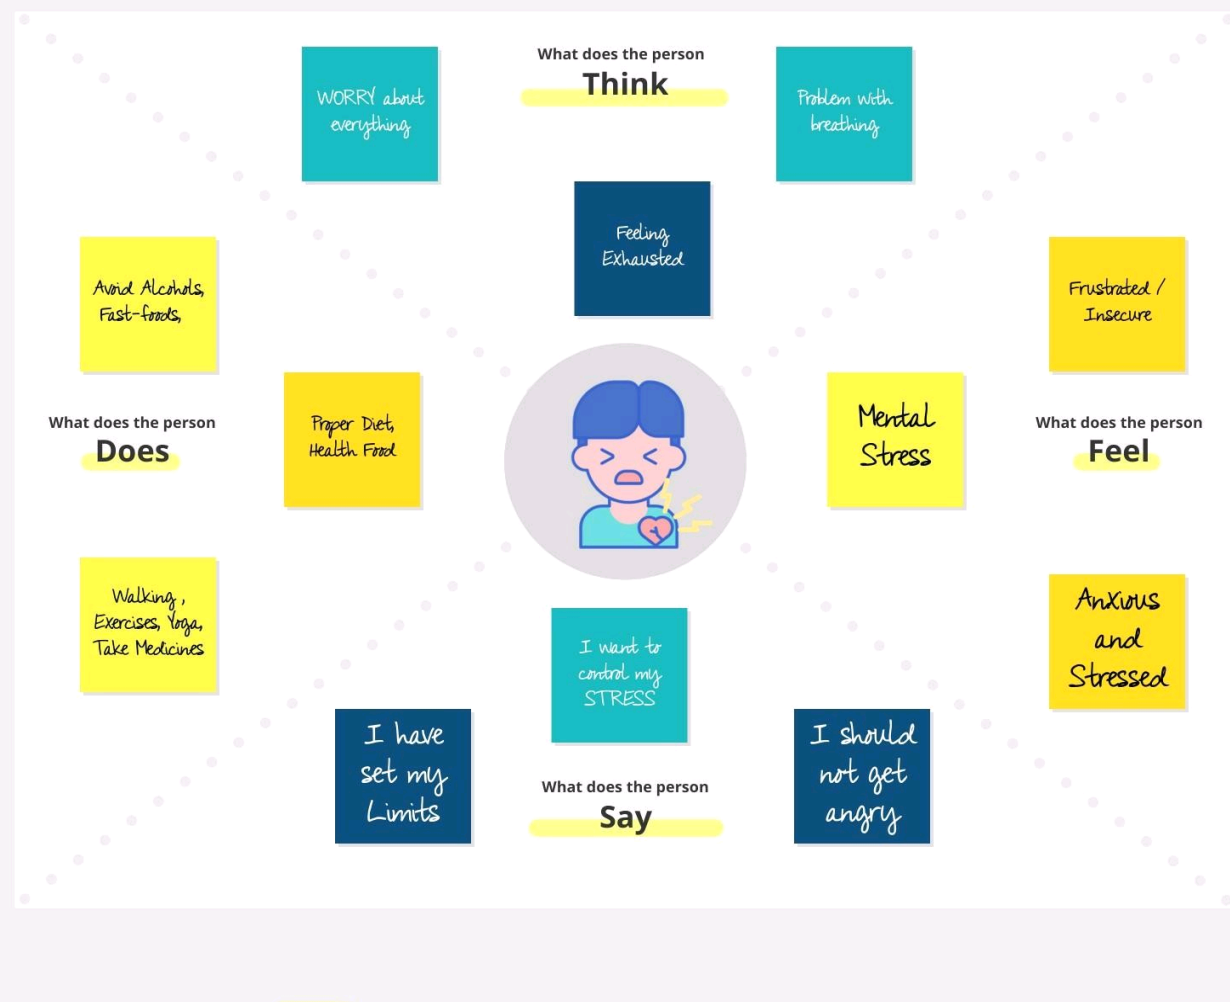 What does the person
Think
WORRY about
everything
Problem with
breathing
Feeling
Exhausted
Avoid Alcohols,
Fast-foods,
What does the person
Does
Proper Diet,
Health Food
Walking ,
Exercises, Yoga,
Take Medicines
Frustrated /
Insecure
Mental
Stress
What does the person
Feel
Anxious
and
Stressed
I want to
control my
STRESS
I have
set my
Limits
I should
not get
angry
What does the person
Say